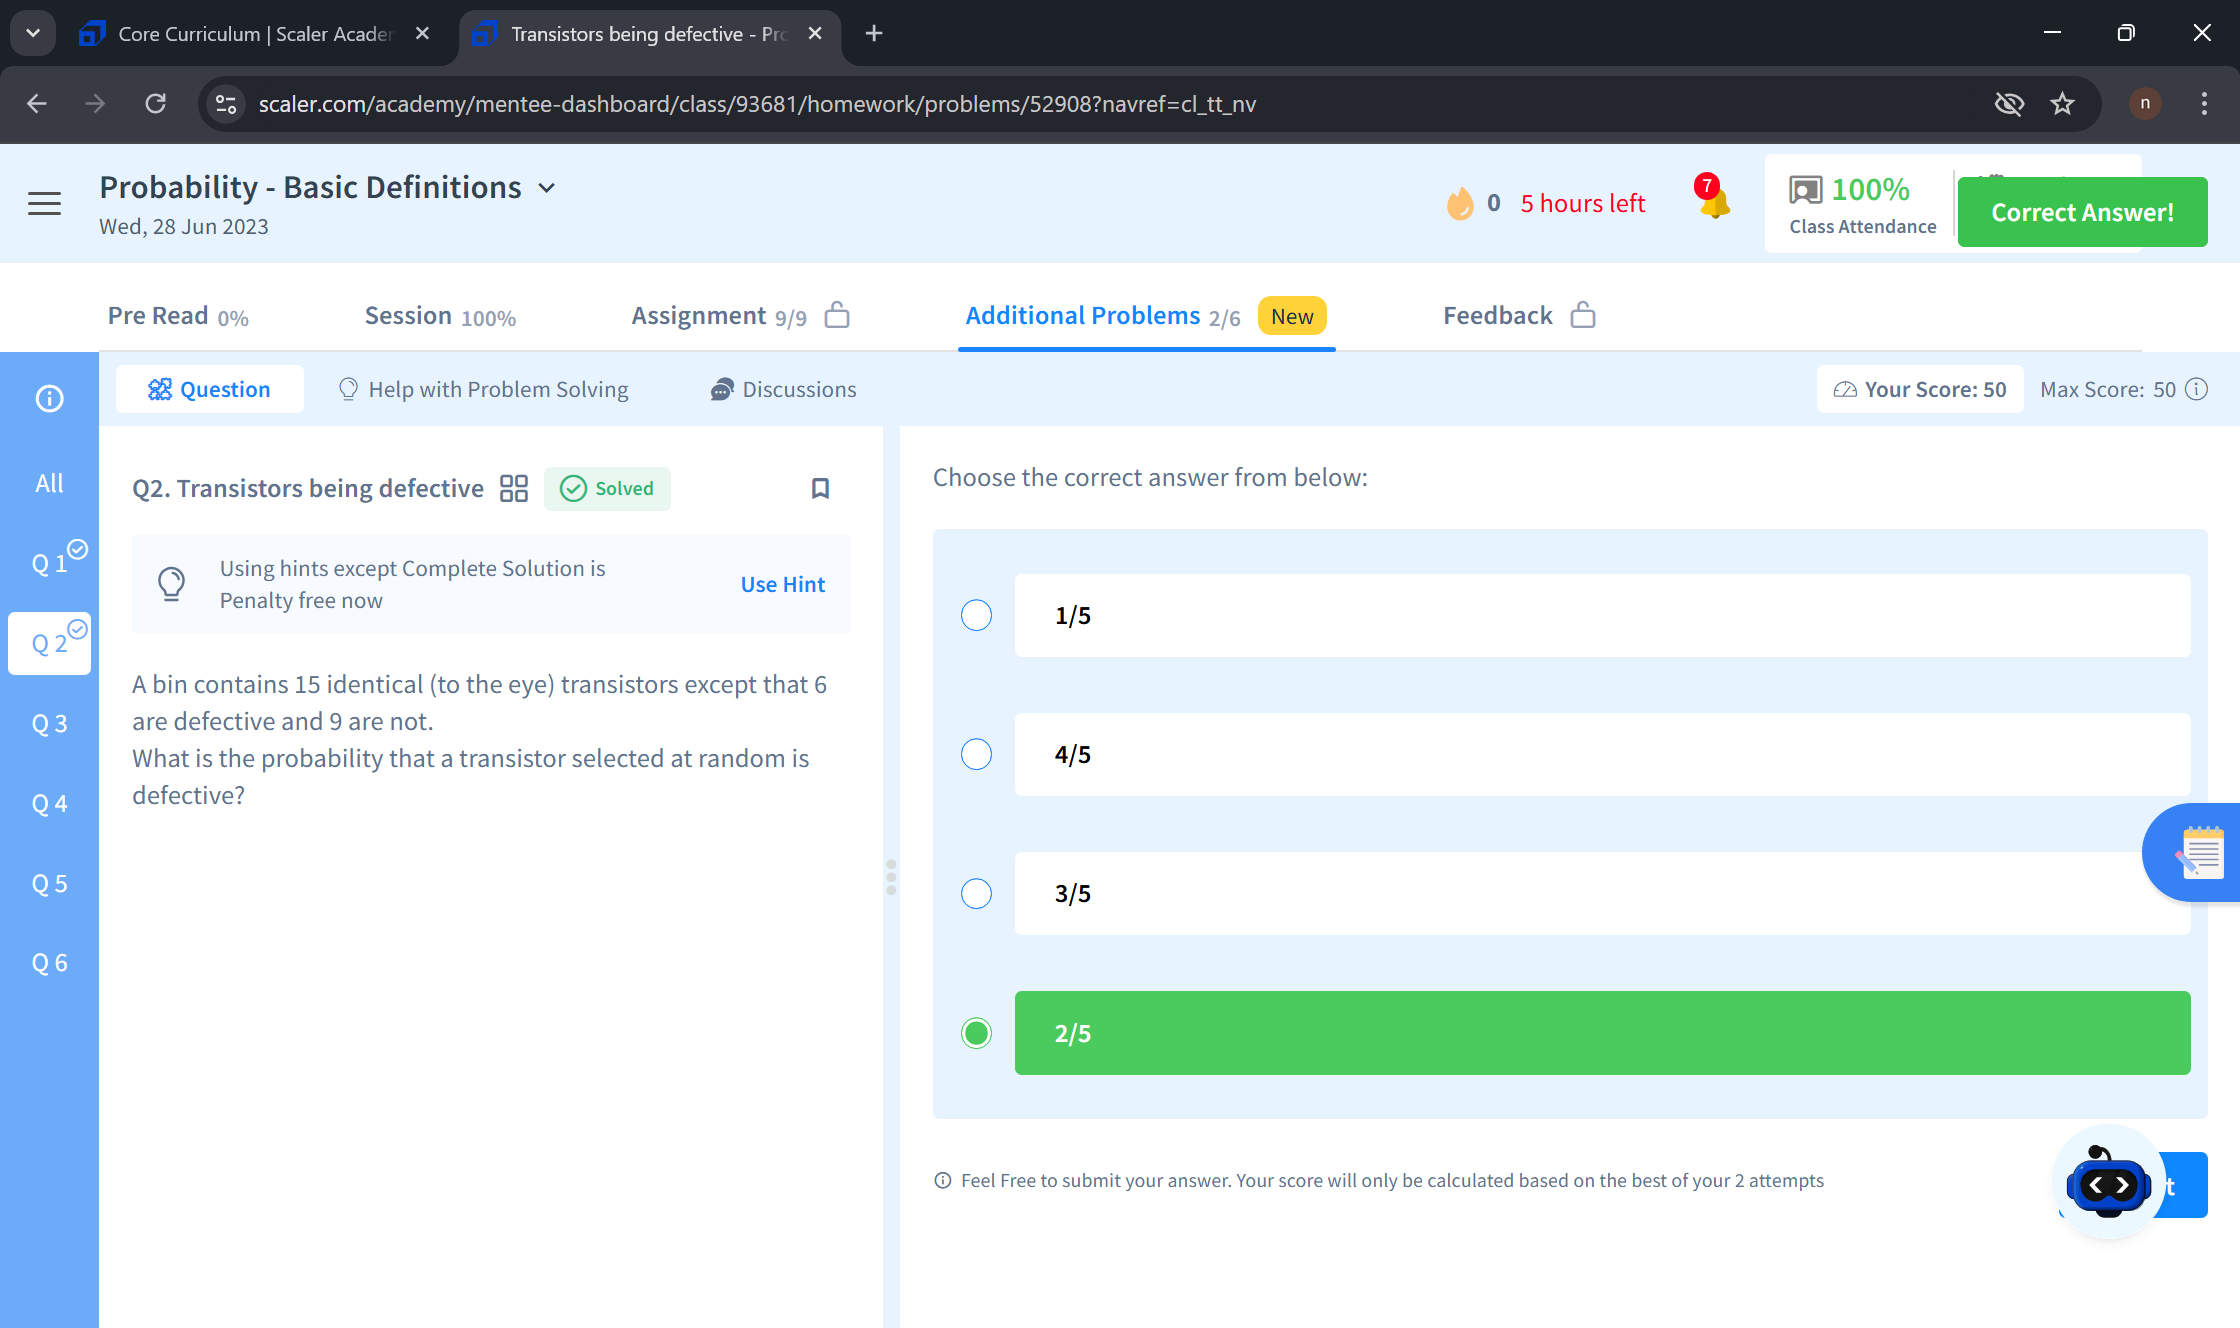 Core Curriculum | Scaler Acader
Transistors being defective - Pro
scaler.com/academy/mentee-dashboard/class/93681/homework/problems/52908?navref=cl_tt_nv
n
Probability - Basic Definitions
Wed, 28 Jun 2023
0
5 hours left
7
100%
Class Attendance
Correct Answer!
Pre Read 0%
Session 100%
Assignment 9/9
Additional Problems 2/6
New
Feedback
Question
Help with Problem Solving
Discussions
Your Score: 50
Max Score: 50
All
Q 1
Q 2
Q 3
Q 4
Q 5
Q 6
Q2. Transistors being defective
Solved
Using hints except Complete Solution is
Penalty free now
Use Hint
A bin contains 15 identical (to the eye) transistors except that 6
are defective and 9 are not.
What is the probability that a transistor selected at random is
defective?
Choose the correct answer from below:
1/5
4/5
3/5
2/5
Feel Free to submit your answer. Your score will only be calculated based on the best of your 2 attempts